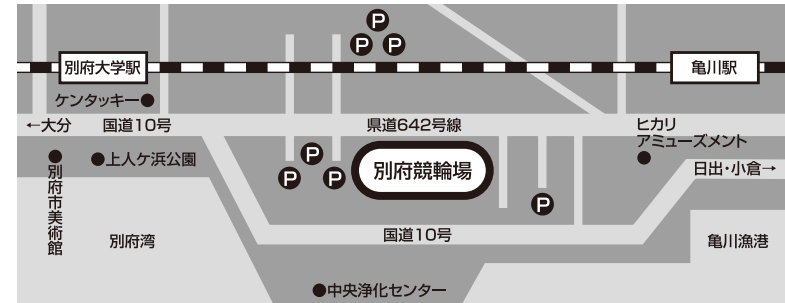 P
P P
別府大学駅
亀川駅
ケンタッキー
←大分
国道10号
県道642号線
ヒカリ
アミューズメント
別府市美術館
上人ケ浜公園
P
P P
別府競輪場
日出・小倉→
P
国道10号
別府湾
亀川漁港
中央浄化センター